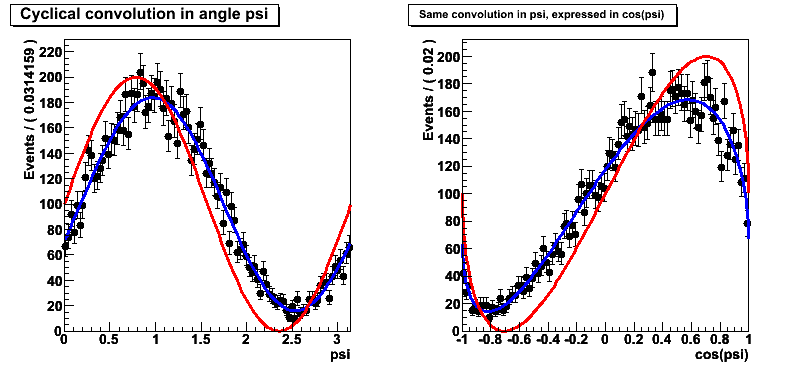 Cyclical convolution in angle psi
Events / ( 0.0314159 )
220
200
180
160
140
120
100
80
60
40
20
0
0 0.5 1 1.5 2 2.5 3
psi
Same convolution in psi, expressed in cos(psi)
Events / ( 0.02 )
200
180
160
140
120
100
80
60
40
20
0
-1 -0.8 -0.6 -0.4 -0.2 0 0.2 0.4 0.6 0.8 1
cos(psi)